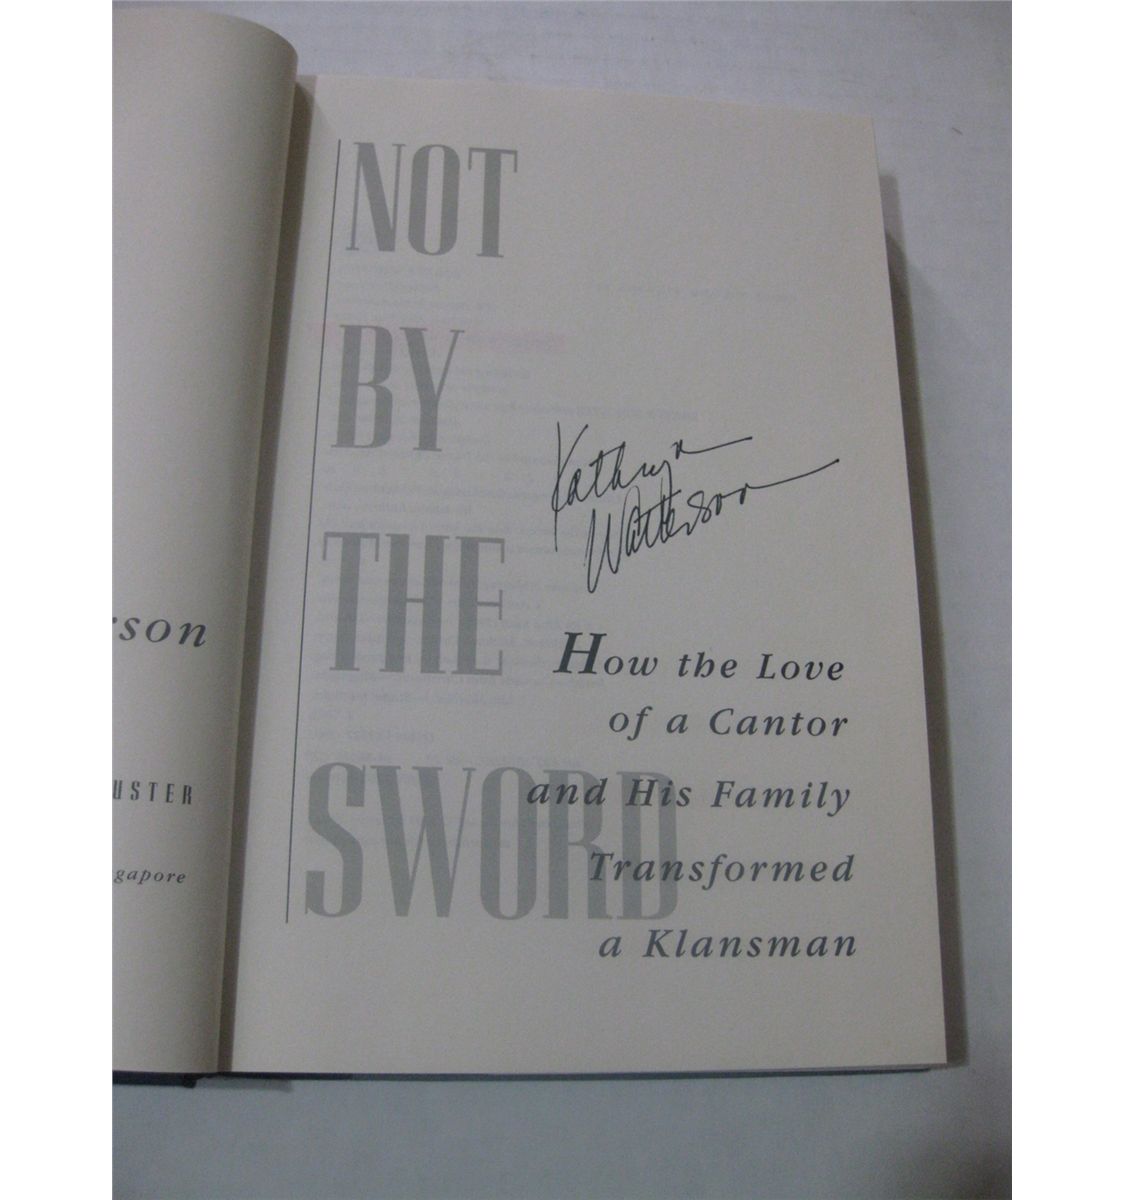 rson
USTER
gapore
NOT
BY
THE
SWORD
Kathryn
Watterson
How the Love
of a Cantor
and His Family
Transformed
a Klansman